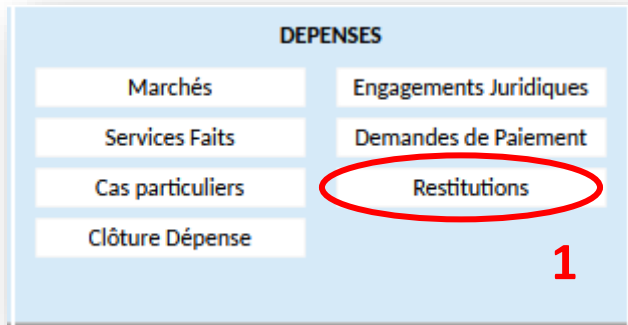 DEPENSES
Marchés
Engagements Juridiques
Services Faits
Demandes de Paiement
Cas particuliers
Restitutions
Clôture Dépense
1